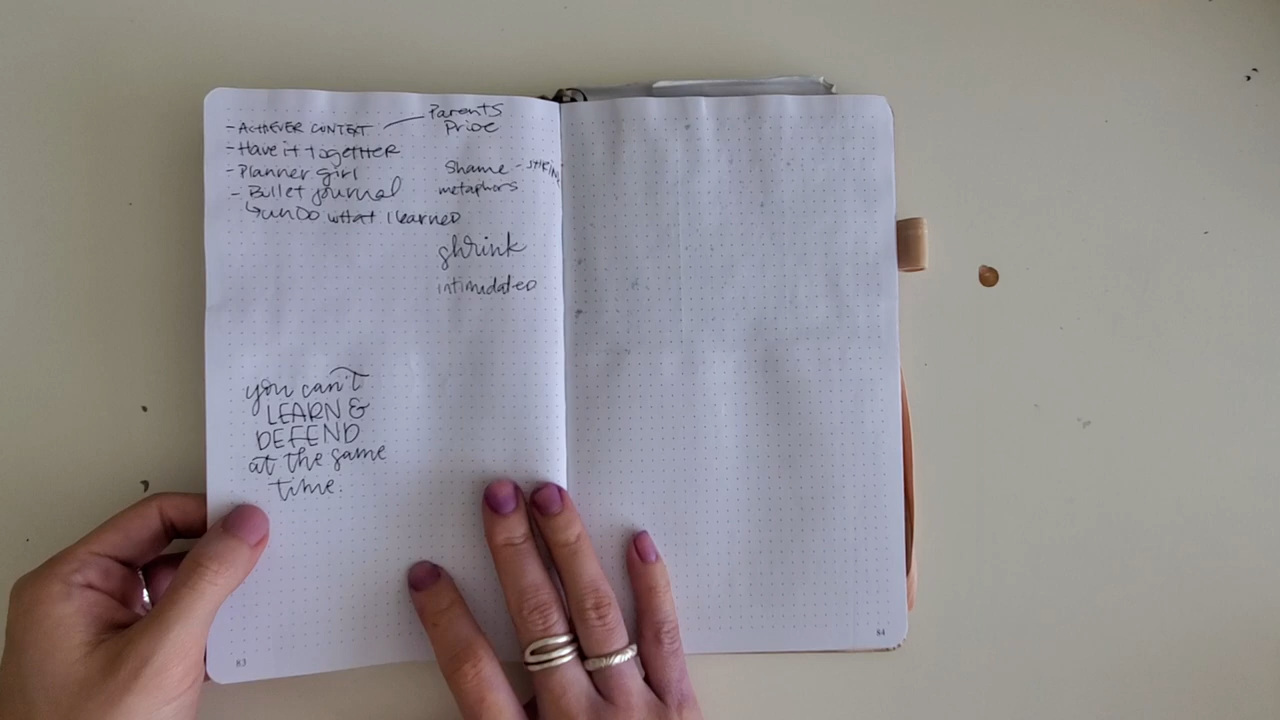 - ACHIEVER CONTEXT
- Have it together
- Planner girl
- Bullet journal
↳ unDo what I learned
Parents
Pride
Shame -
metaphors
shrink
intimidated
you can't
LEARN &
DEFEND
at the same
time.
83
84